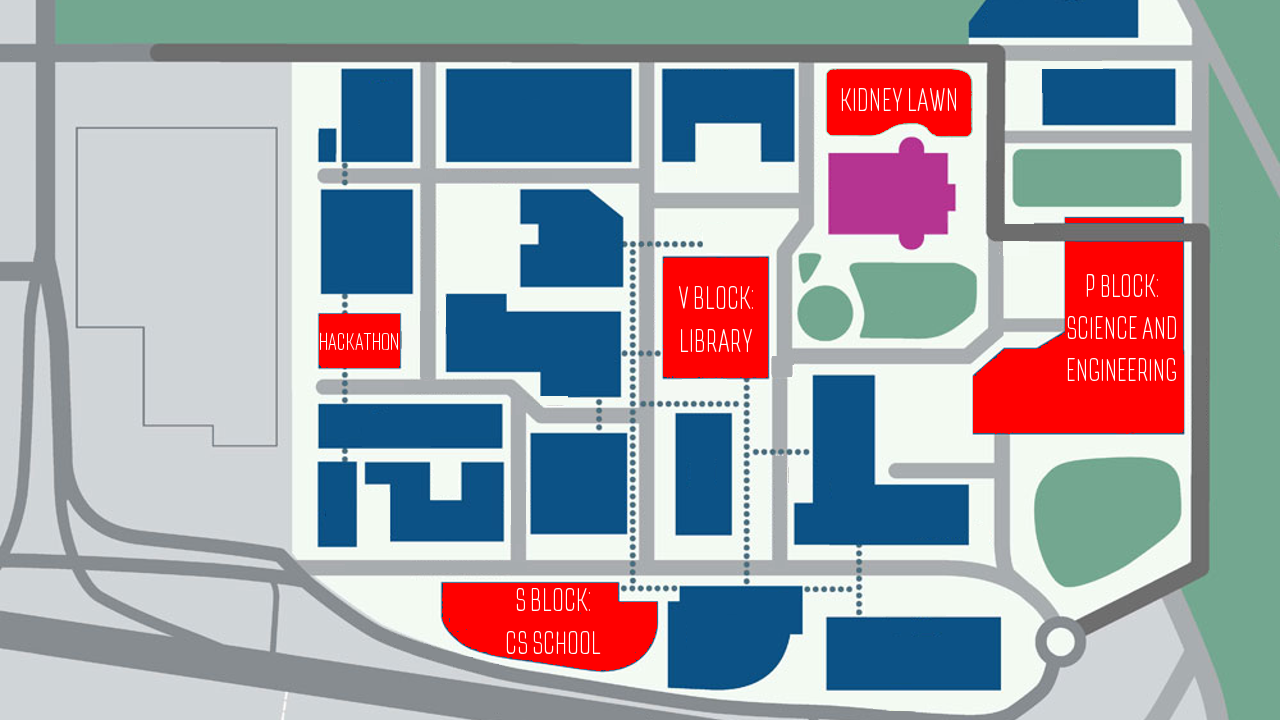 KIDNEY LAWN
V BLOCK:
LIBRARY
P BLOCK:
SCIENCE AND
ENGINEERING
HACKATHON
S BLOCK:
CS SCHOOL